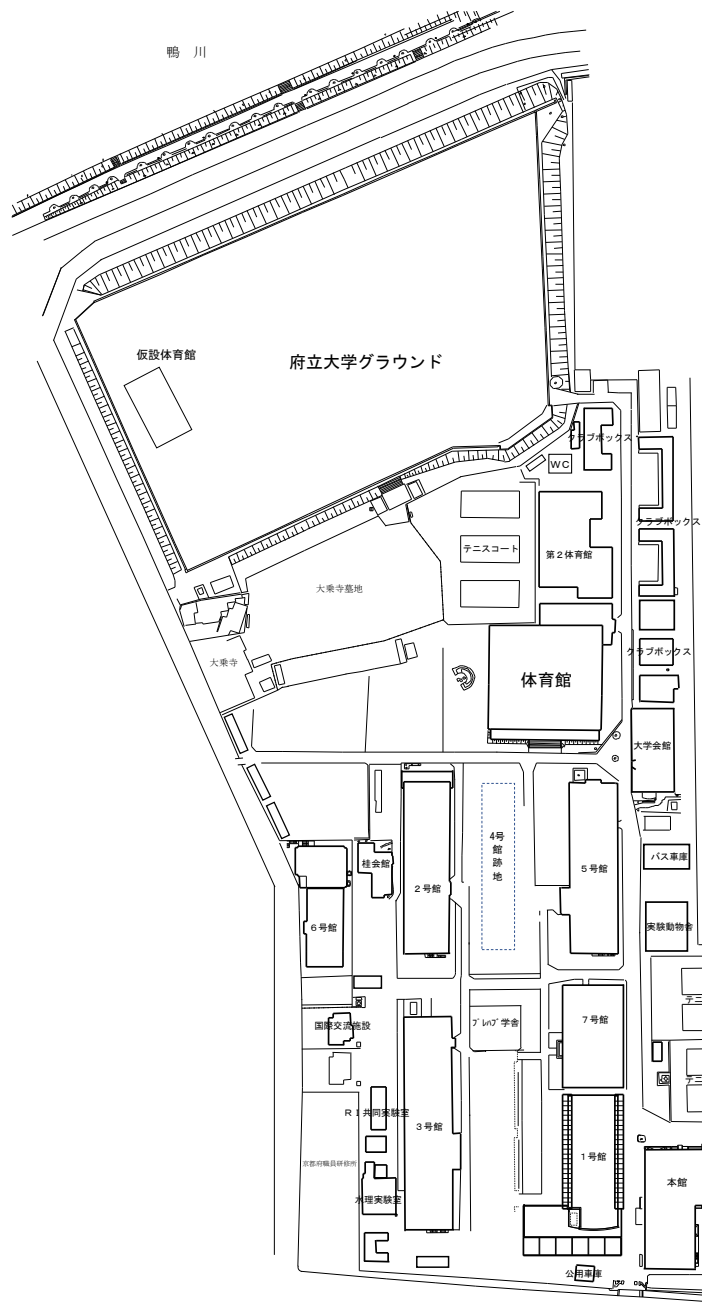 鴨 川
仮設体育館
府立大学グラウンド
クラブボックス
WC
クラブボックス
テニスコート
第2体育館
大乗寺墓地
クラブボックス
大乗寺
体育館
大学会館
4号
館
跡
地
バス車庫
桂会館
5号館
2号館
6号館
実験動物舎
テニ
国際交流施設
プレハブ学舎
7号館
テニ
RI共同実験室
3号館
1号館
京都府職員研修所
本館
水理実験室
公用車庫